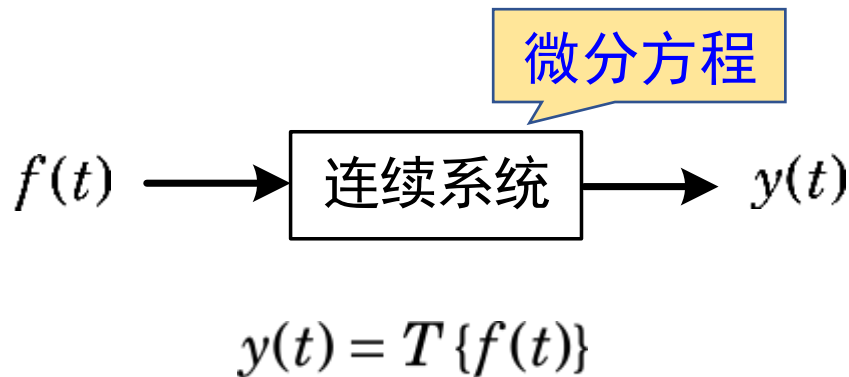 微分方程
f(t) 连续系统 y(t)
y(t) = T{f(t)}